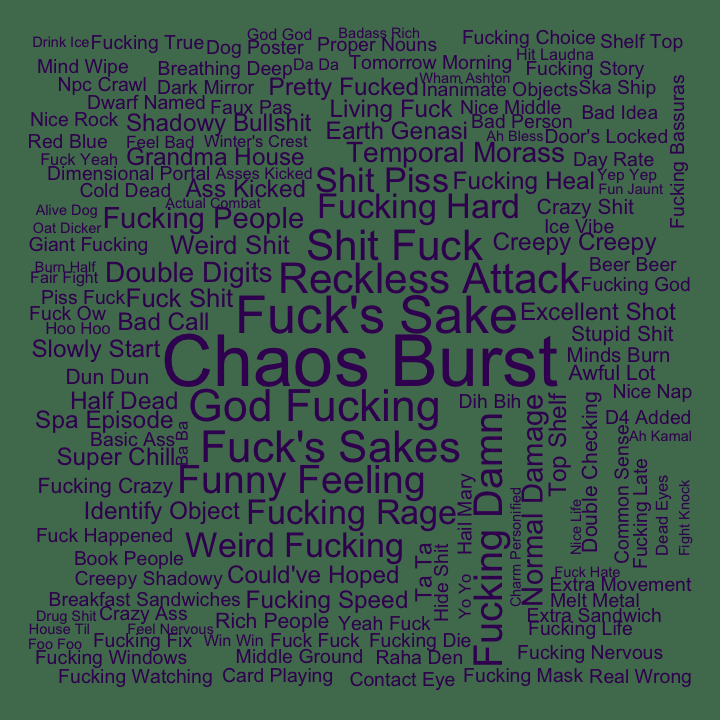 God God
Badass Rich
Drink Ice
Fucking True
Dog Poster
Proper Nouns
Fucking Choice
Shelf Top
Hit Laudna
Mind Wipe
Breathing Deep
Da Da
Tomorrow Morning
Fucking Story
Npc Crawl
Dark Mirror
Pretty Fucked
Wham Ashton
Inanimate Objects
Ska Ship
Dwarf Named
Faux Pas
Living Fuck
Nice Middle
Bad Idea
Nice Rock
Shadowy Bullshit
Earth Genasi
Bad Person
Ah Bless
Door's Locked
Fucking Bassuras
Red Blue
Feel Bad
Winter's Crest
Fuck Yeah
Grandma House
Temporal Morass
Day Rate
Dimensional Portal
Asses Kicked
Shit Piss
Fucking Heal
Yep Yep
Cold Dead
Ass Kicked
Fun Jaunt
Alive Dog
Actual Combat
Fucking Hard
Crazy Shit
Oat Dicker
Fucking People
Ice Vibe
Giant Fucking
Weird Shit
Shit Fuck
Creepy Creepy
Burn Half
Fair Fight
Double Digits
Reckless Attack
Beer Beer
Fucking God
Piss Fuck
Fuck Shit
Fuck's Sake
Excellent Shot
Fuck Ow
Hoo Hoo
Bad Call
Stupid Shit
Slowly Start
Chaos Burst
Minds Burn
Awful Lot
Dun Dun
Nice Nap
Half Dead
God Fucking
Dih Bih
D4 Added
Spa Episode
Basic Ass
Ba Ba
Fuck's Sakes
Ah Kamal
Super Chill
Funny Feeling
Fucking Damn
Normal Damage
Top Shelf
Double Checking
Common Sense
Fucking Crazy
Hail Mary
Charm Personified
Nice Life
Fucking Late
Dead Eyes
Fight Knock
Identify Object
Fucking Rage
Fuck Happened
Weird Fucking
Book People
Ta Ta
Hide Shit
Yo Yo
Creepy Shadowy
Could've Hoped
Fuck Hate
Extra Movement
Breakfast Sandwiches
Fucking Speed
Melt Metal
Drug Shit
Crazy Ass
Rich People
Yeah Fuck
Extra Sandwich
House Til
Feel Nervous
Fucking Life
Foo Foo
Fucking Fix
Win Win
Fuck Fuck
Fucking Die
Fucking Windows
Middle Ground
Raha Den
Fucking Nervous
Fucking Watching
Card Playing
Contact Eye
Fucking Mask
Real Wrong